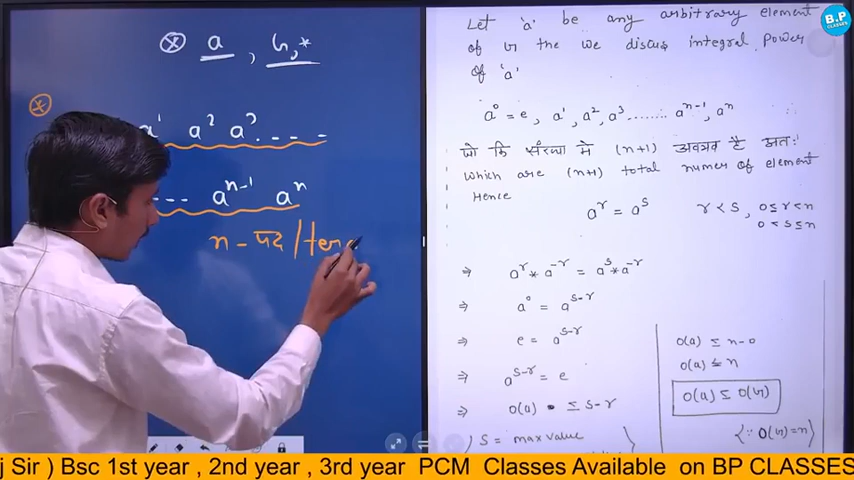 a , G,*
a¹ a² a³ . - - -
- - - aⁿ⁻¹ aⁿ
n - पद / ter
Let 'a' be any arbitrary element
of G the we discus integral power
of 'a'
a⁰ = e, a¹, a², a³ ....... aⁿ⁻¹, aⁿ
जो कि संख्या मे (n+1) अवयव है अतः
which are (n+1) total numer of element
Hence
aʳ = aˢ r < s, 0 ≤ r < n
0 < s ≤ n
⇒ aʳ * a⁻ʳ = aˢ * a⁻ʳ
⇒ a⁰ = aˢ⁻ʳ
⇒ e = aˢ⁻ʳ
⇒ aˢ⁻ʳ = e
⇒ O(a) ≤ s-r
s = max value
O(a) ≤ n-0
O(a) ≤ n
O(a) ≤ O(G)
{∵ O(G)=n}
B.P
CLASSES
j Sir ) Bsc 1st year , 2nd year , 3rd year PCM Classes Available on BP CLASSES